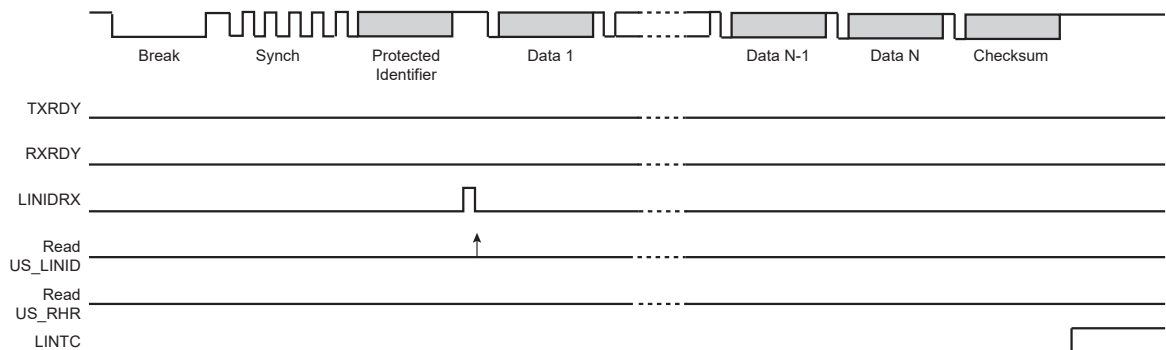 Break
Synch
Protected
Identifier
Data 1
Data N-1
Data N
Checksum
TXRDY
RXRDY
LINIDRX
Read
US_LINID
Read
US_RHR
LINTC